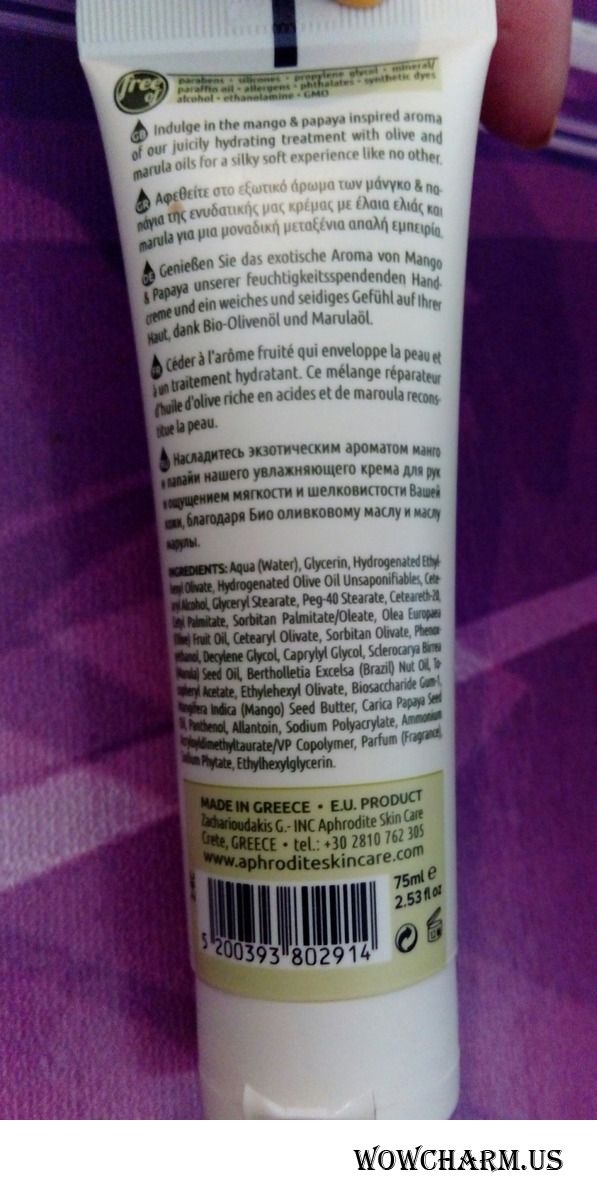 free of
parabens • silicones • propylene glycol • mineral/
paraffin oil • allergens • phthalates • synthetic dyes
alcohol • ethanolamine • GMO
GB Indulge in the mango & papaya inspired aroma
of our juicily hydrating treatment with olive and
marula oils for a silky soft experience like no other.
GR Αφεθείτε στο εξωτικό άρωμα των μάνγκο & πα-
πάγια της ενυδατικής μας κρέμας με έλαια ελιάς και
marula για μια μοναδική μεταξένια απαλή εμπειρία.
DE Genießen Sie das exotische Aroma von Mango
& Papaya unserer feuchtigkeitsspendenden Hand-
creme und ein weiches und seidiges Gefühl auf Ihrer
Haut, dank Bio-Olivenöl und Marulaöl.
FR Céder à l'arôme fruité qui enveloppe la peau et
à un traitement hydratant. Ce mélange réparateur
d'huile d'olive riche en acides et de maroula recons-
titue la peau.
Насладитесь экзотическим ароматом манго
и папайи нашего увлажняющего крема для рук
и ощущением мягкости и шелковистости Вашей
кожи, благодаря Био оливковому маслу и маслу
марулы.
INGREDIENTS: Aqua (Water), Glycerin, Hydrogenated Ethyl-
hexyl Olivate, Hydrogenated Olive Oil Unsaponifiables, Cete-
aryl Alcohol, Glyceryl Stearate, Peg-40 Stearate, Ceteareth-20,
Cetyl Palmitate, Sorbitan Palmitate/Oleate, Olea Europaea
(Olive) Fruit Oil, Cetearyl Olivate, Sorbitan Olivate, Phenox-
yethanol, Decylene Glycol, Caprylyl Glycol, Sclerocarya Birrea
(Marula) Seed Oil, Bertholletia Excelsa (Brazil) Nut Oil, To-
copheryl Acetate, Ethylehexyl Olivate, Biosaccharide Gum-1,
Mangifera Indica (Mango) Seed Butter, Carica Papaya Seed
Oil, Panthenol, Allantoin, Sodium Polyacrylate, Ammonium
Acryloyldimethyltaurate/VP Copolymer, Parfum (Fragrance),
Sodium Phytate, Ethylhexylglycerin.
MADE IN GREECE • E.U. PRODUCT
Zacharioudakis G.- INC Aphrodite Skin Care
Crete, GREECE • tel.: +30 2810 762 305
www.aphroditeskincare.com
75ml e
2.53 fl oz
5 200393 802914
WOWCHARM.US